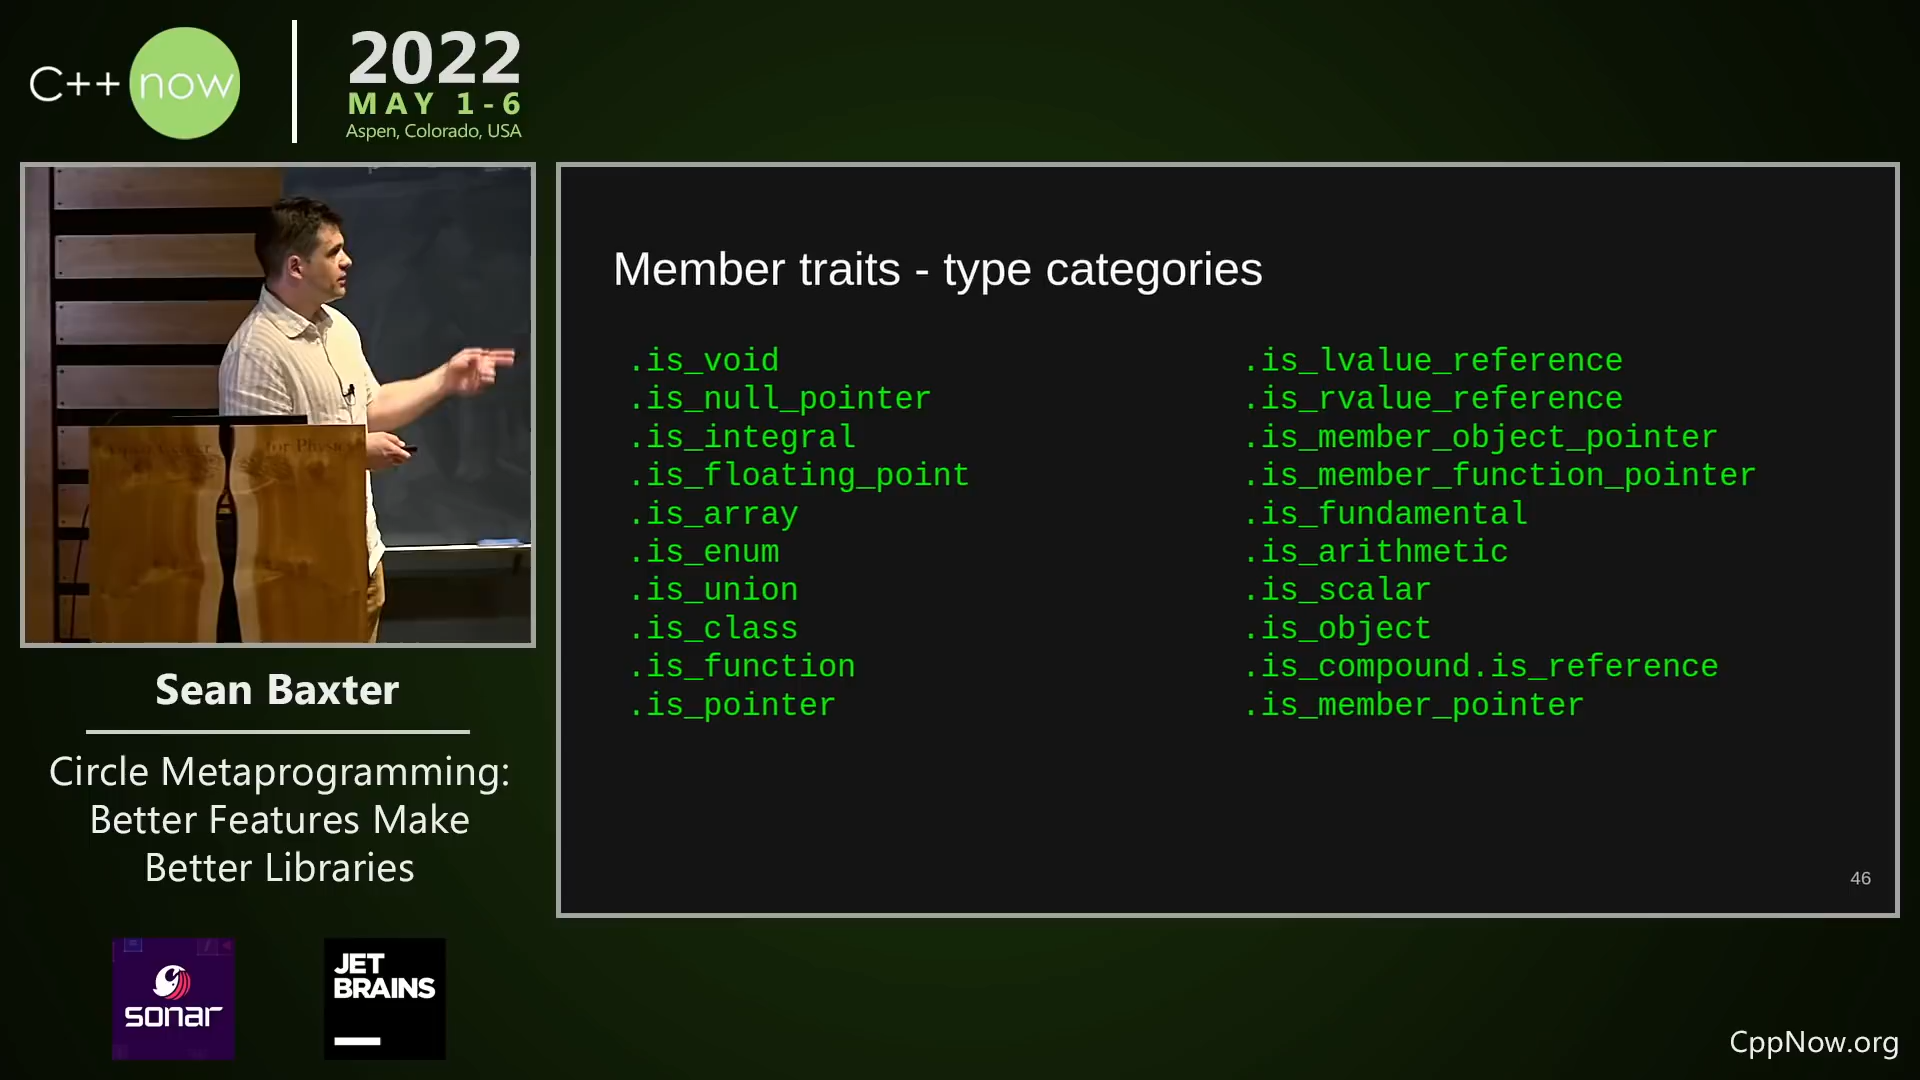 C++ now
2022
MAY 1-6
Aspen, Colorado, USA
for Physics
Sean Baxter
Circle Metaprogramming:
Better Features Make
Better Libraries
sonar
JET
BRAINS
Member traits - type categories
.is_void
.is_null_pointer
.is_integral
.is_floating_point
.is_array
.is_enum
.is_union
.is_class
.is_function
.is_pointer
.is_lvalue_reference
.is_rvalue_reference
.is_member_object_pointer
.is_member_function_pointer
.is_fundamental
.is_arithmetic
.is_scalar
.is_object
.is_compound.is_reference
.is_member_pointer
46
CppNow.org